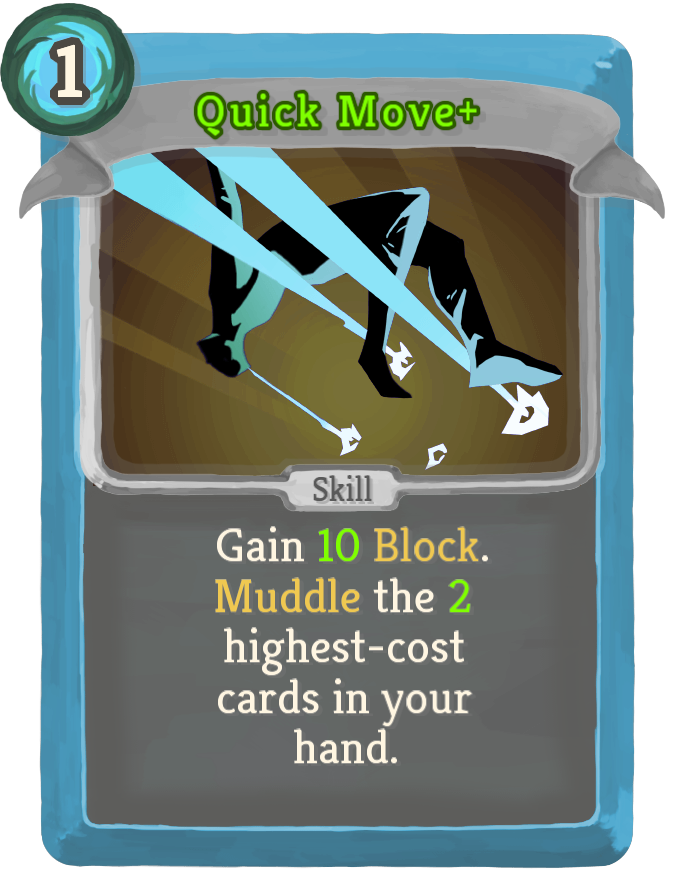 1
Quick Move+
Skill
Gain 10 Block.
Muddle the 2
highest-cost
cards in your
hand.